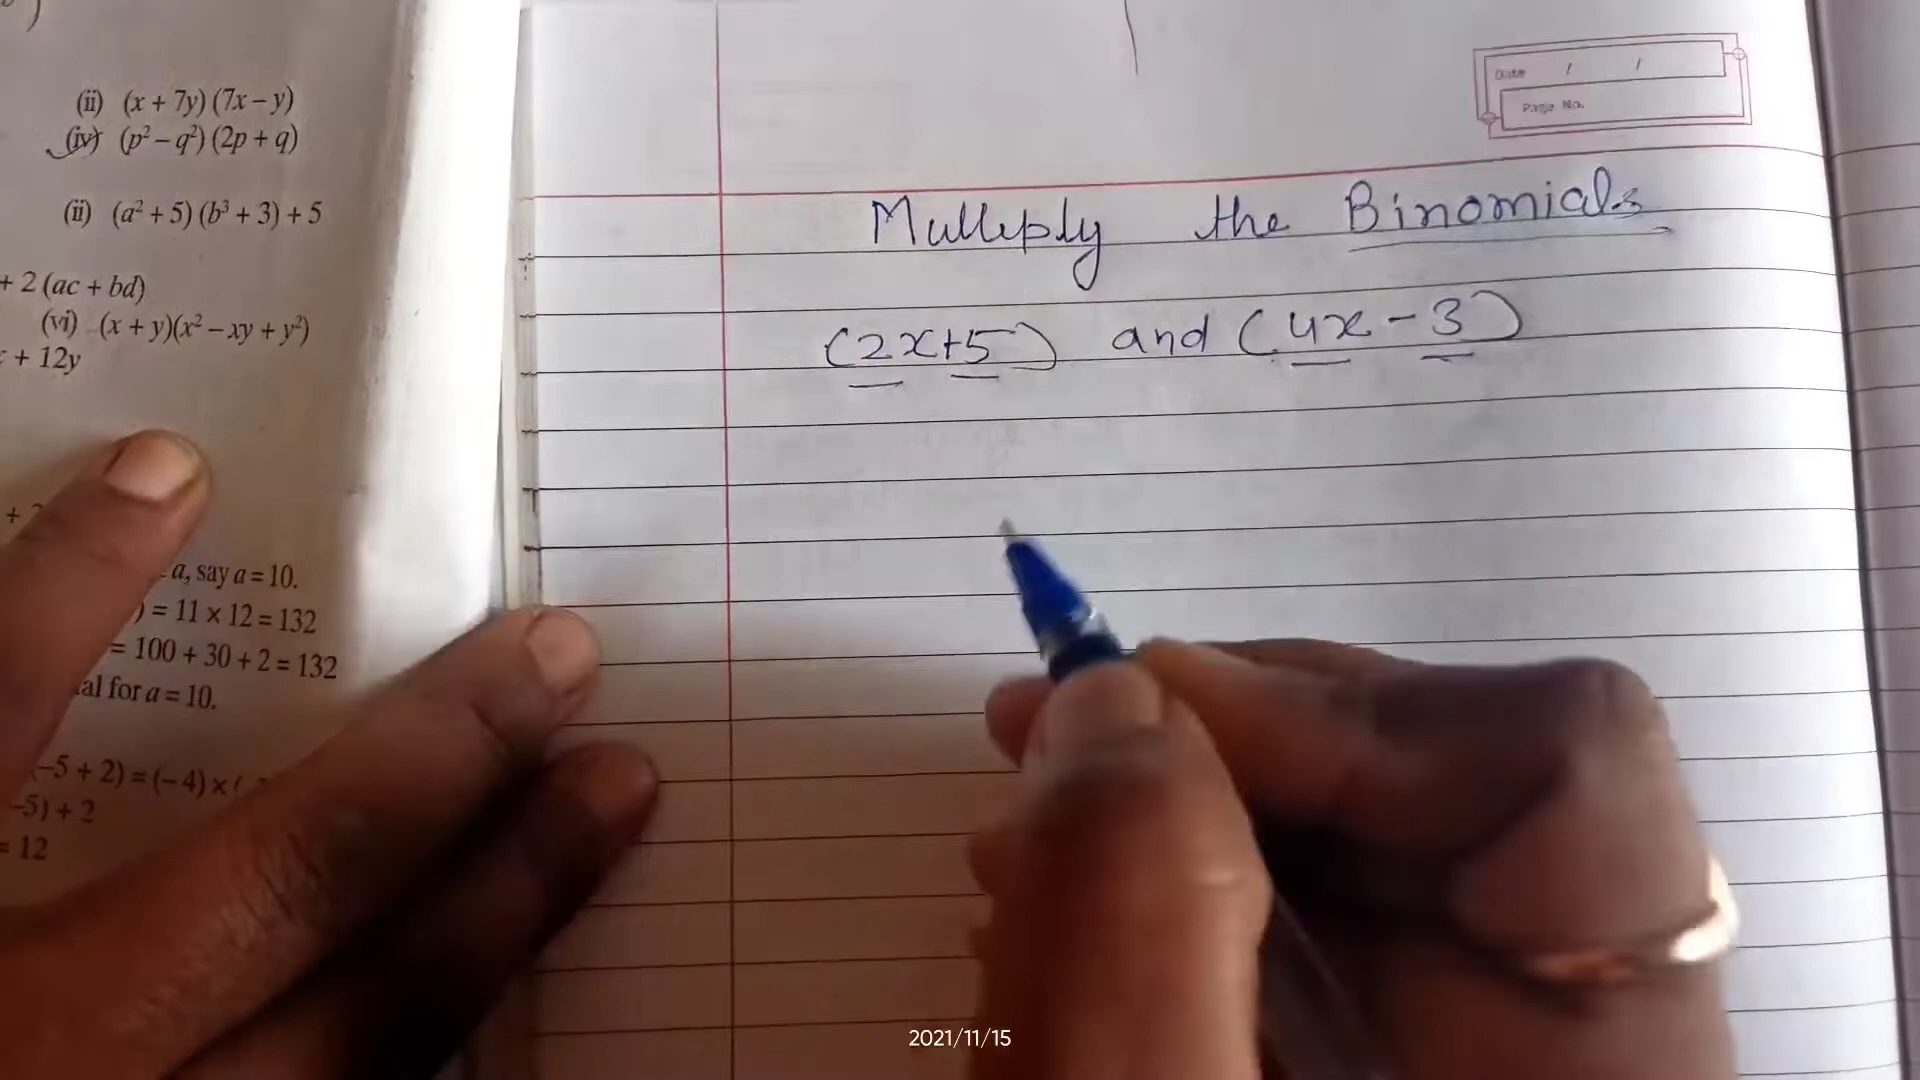 (ii) (x + 7y) (7x – y)
(iv) (p² – q²) (2p + q)
(ii) (a² + 5) (b³ + 3) + 5
+ 2 (ac + bd)
(vi) (x + y)(x² – xy + y²)
+ 12y
a, say a = 10.
) = 11 × 12 = 132
= 100 + 30 + 2 = 132
for a = 10.
–5 + 2) = (– 4) × (
–5) + 2
= 12
Date / /
Page No.
Multiply the Binomials
(2x+5) and (4x-3)
2021/11/15